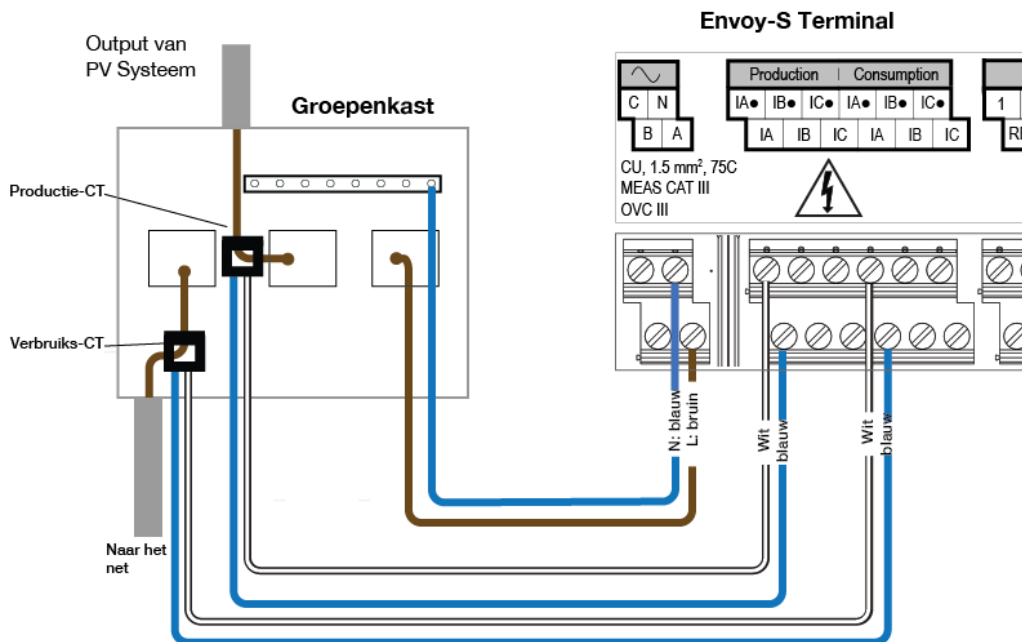 Envoy-S Terminal
Output van
PV Systeem
Groepenkast
Productie-CT
Verbruiks-CT
Naar het
net
C N
B A
Production | Consumption
IA● IB● IC● IA● IB● IC●
IA IB IC IA IB IC
1
CU, 1.5 mm², 75C
MEAS CAT III
OVC III
N: blauw
L: bruin
Wit
blauw
Wit
blauw